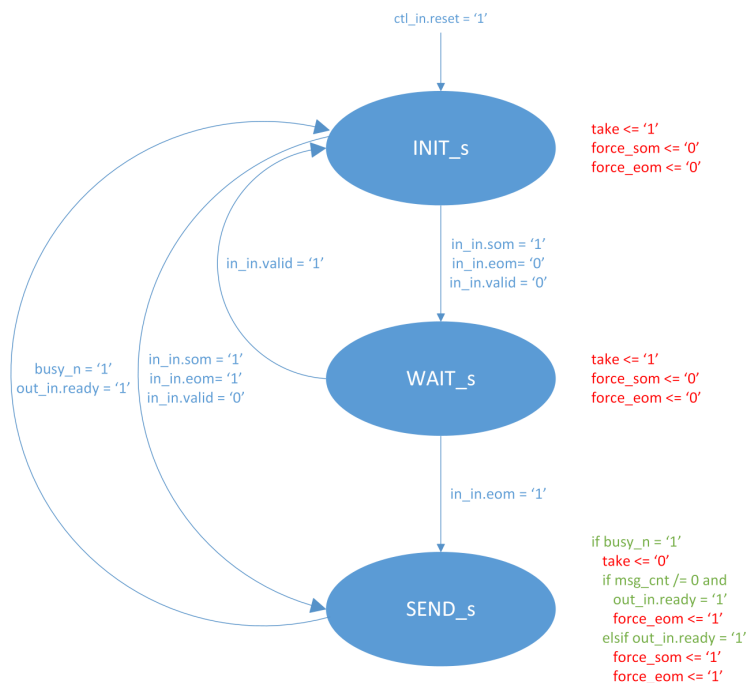 ctl_in.reset = ‘1’
INIT_s
take <= ‘1’
force_som <= ‘0’
force_eom <= ‘0’
in_in.valid = ‘1’
in_in.som = ‘1’
in_in.eom= ‘0’
in_in.valid = ‘0’
busy_n = ‘1’
out_in.ready = ‘1’
in_in.som = ‘1’
in_in.eom= ‘1’
in_in.valid = ‘0’
WAIT_s
take <= ‘1’
force_som <= ‘0’
force_eom <= ‘0’
in_in.eom = ‘1’
SEND_s
if busy_n = ‘1’
take <= ‘0’
if msg_cnt /= 0 and
out_in.ready = ‘1’
force_eom <= ‘1’
elsif out_in.ready = ‘1’
force_som <= ‘1’
force_eom <= ‘1’